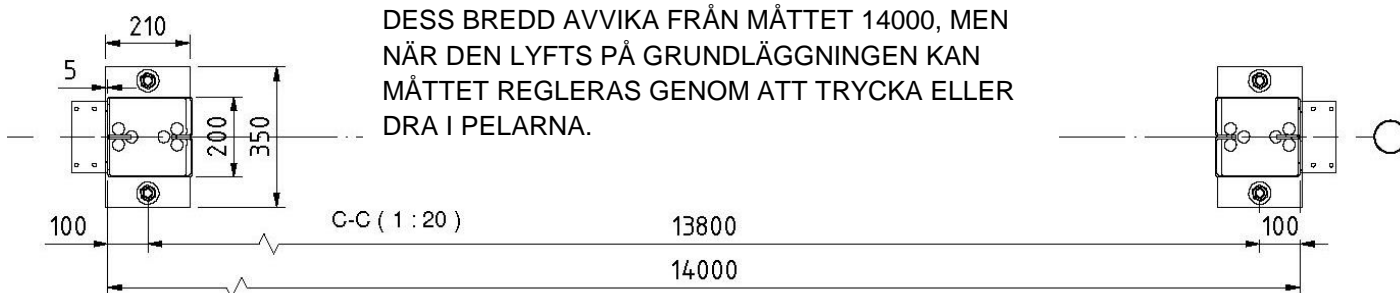 DESS BREDD AVVIKA FRÅN MÅTTET 14000, MEN
NÄR DEN LYFTS PÅ GRUNDLÄGGNINGEN KAN
MÅTTET REGLERAS GENOM ATT TRYCKA ELLER
DRA I PELARNA.
210
5
200
350
C-C ( 1 : 20 )
100
13800
100
14000